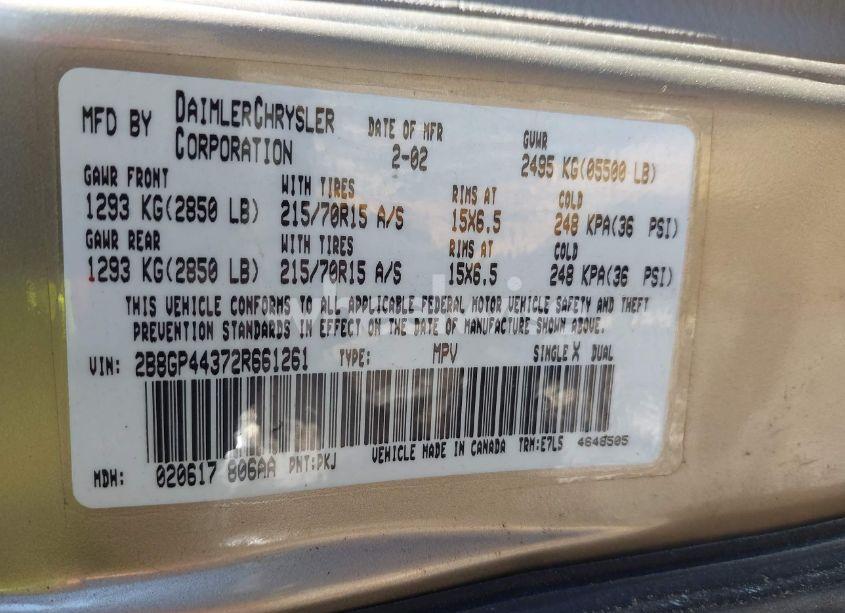 MFD BY DAIMLERCHRYSLER CORPORATION DATE OF MFR 2-02 GVWR 2495 KG(05500 LB)
GAWR FRONT WITH TIRES RIMS AT COLD
1293 KG(2850 LB) 215/70R15 A/S 15X6.5 248 KPA(36 PSI)
GAWR REAR WITH TIRES RIMS AT COLD
1293 KG(2850 LB) 215/70R15 A/S 15X6.5 248 KPA(36 PSI)
THIS VEHICLE CONFORMS TO ALL APPLICABLE FEDERAL MOTOR VEHICLE SAFETY AND THEFT
PREVENTION STANDARDS IN EFFECT ON THE DATE OF MANUFACTURE SHOWN ABOVE.
VIN: 2B8GP44372R661261 TYPE: MPV SINGLE X DUAL
VEHICLE MADE IN CANADA TRM:E7L5 4648505
MDH: 020617 806AA PNT:PKJ